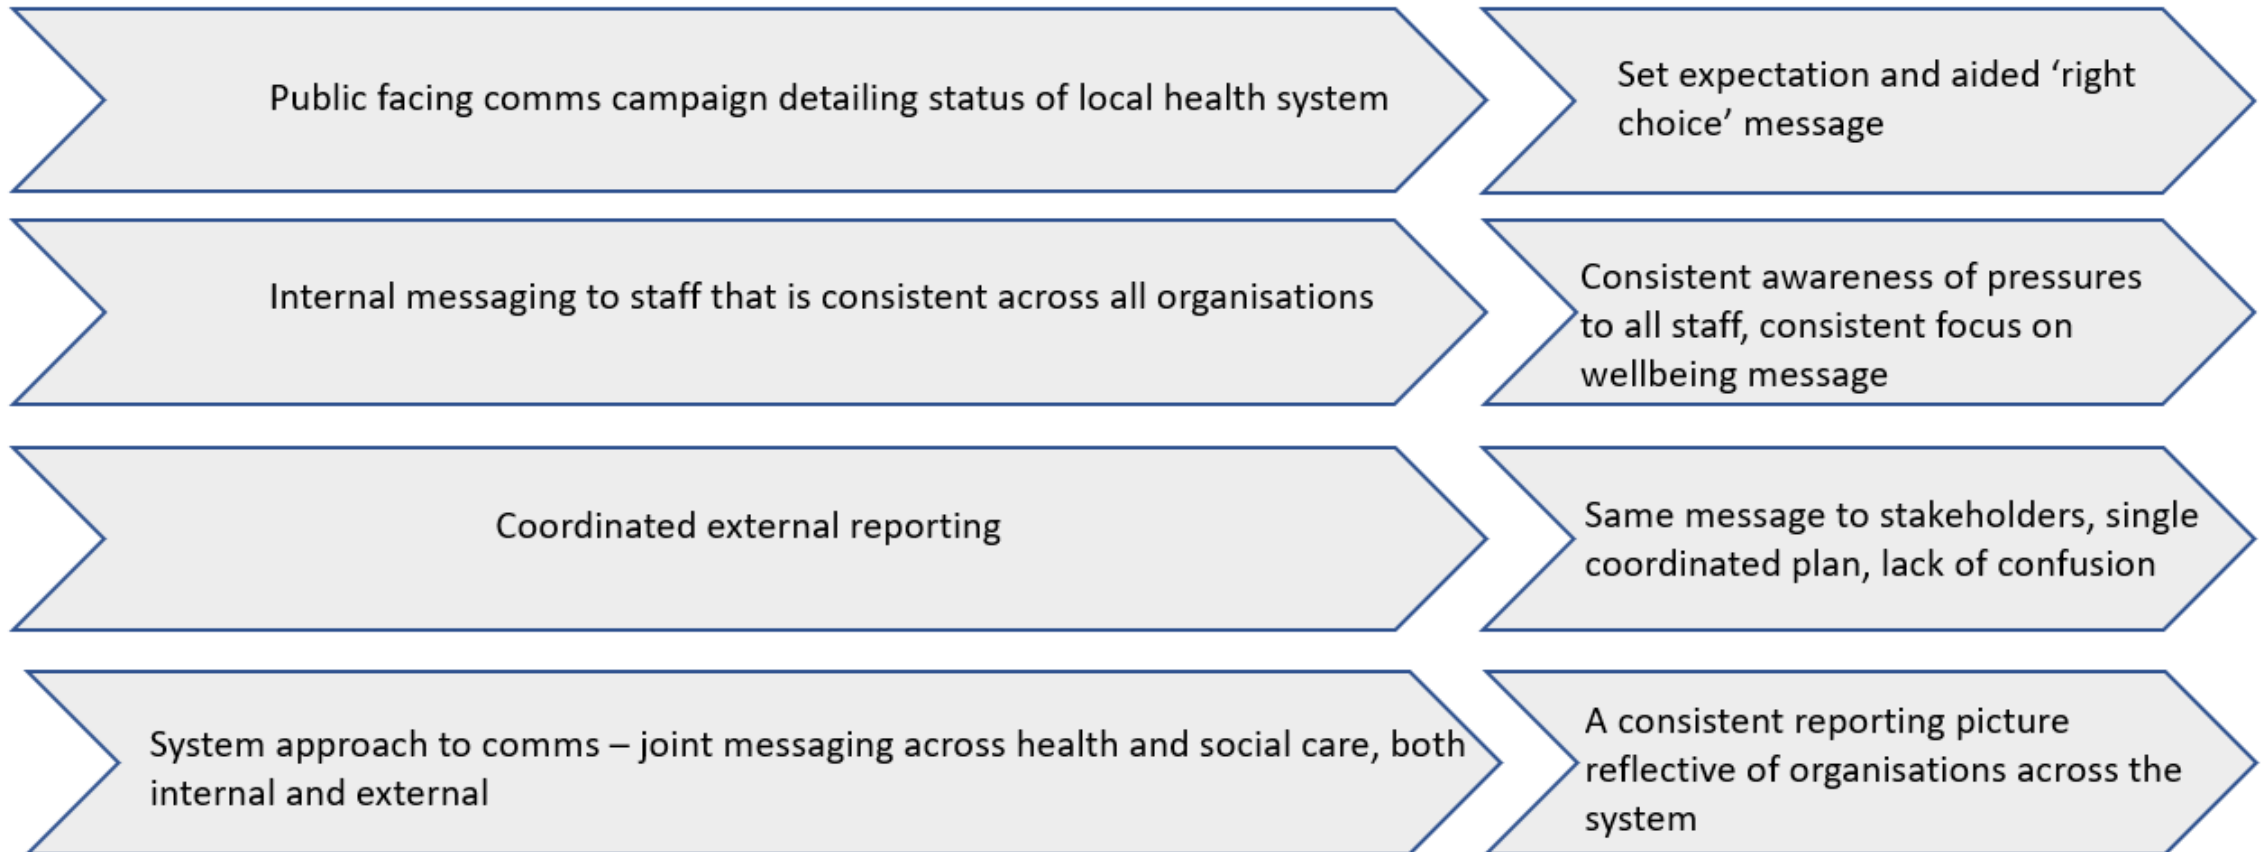 Public facing comms campaign detailing status of local health system
Set expectation and aided ‘right
choice’ message
Internal messaging to staff that is consistent across all organisations
Consistent awareness of pressures
to all staff, consistent focus on
wellbeing message
Coordinated external reporting
Same message to stakeholders, single
coordinated plan, lack of confusion
System approach to comms – joint messaging across health and social care, both
internal and external
A consistent reporting picture
reflective of organisations across the
system